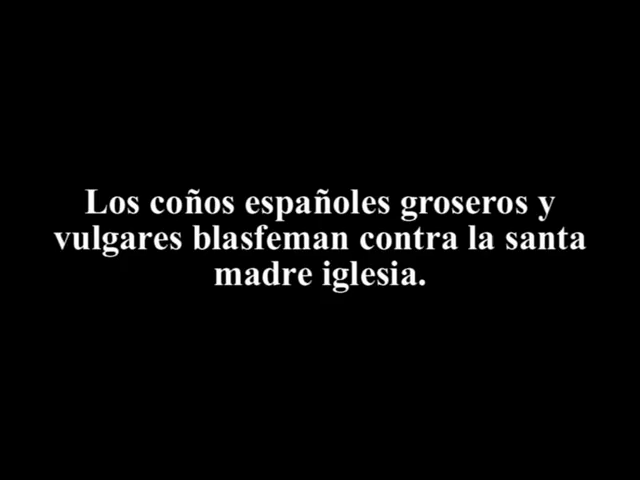 Los coños españoles groseros y
vulgares blasfeman contra la santa
madre iglesia.